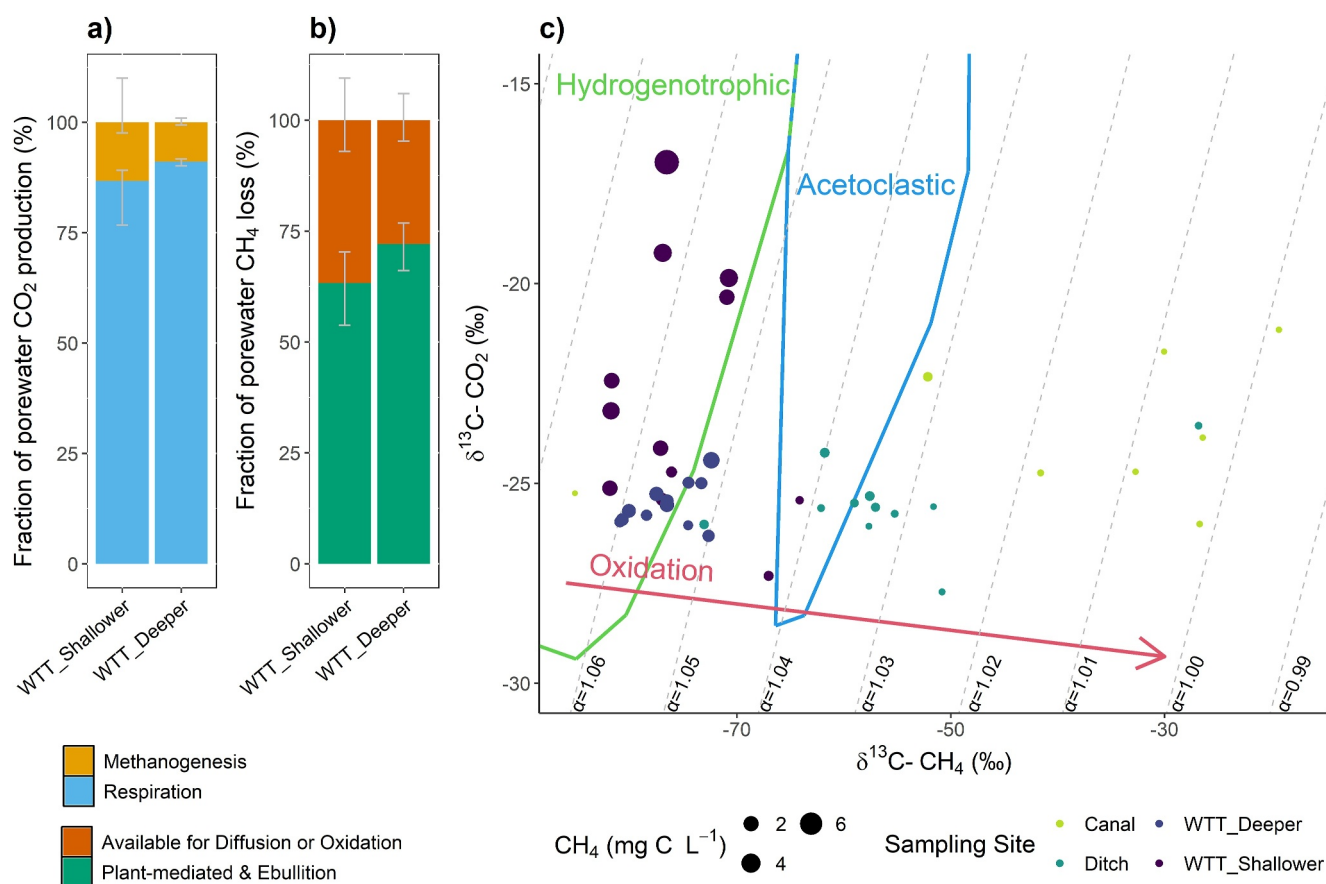 a)
Fraction of porewater CO₂ production (%)
100
75
50
25
0
WTT_Shallower
WTT_Deeper
b)
Fraction of porewater CH₄ loss (%)
100
75
50
25
0
WTT_Shallower
WTT_Deeper
Methanogenesis
Respiration
Available for Diffusion or Oxidation
Plant-mediated & Ebullition
c)
δ¹³C- CO₂ (‰)
-15
-20
-25
-30
Hydrogenotrophic
Acetoclastic
Oxidation
α=1.06
α=1.05
α=1.04
α=1.03
α=1.02
α=1.01
α=1.00
α=0.99
-70
-50
-30
δ¹³C- CH₄ (‰)
CH₄ (mg C L⁻¹)
2
6
4
Sampling Site
Canal
WTT_Deeper
Ditch
WTT_Shallower